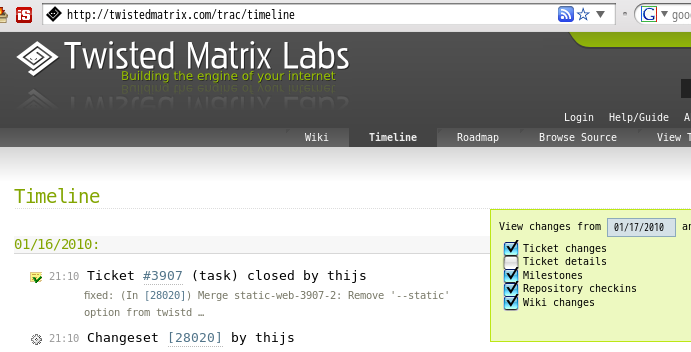 http://twistedmatrix.com/trac/timeline
G goo
Twisted Matrix Labs
Building the engine of your internet
Login Help/Guide A
Wiki Timeline Roadmap Browse Source View T
Timeline
View changes from 01/17/2010 an
Ticket changes
Ticket details
Milestones
Repository checkins
Wiki changes
01/16/2010:
21:10 Ticket #3907 (task) closed by thijs
fixed: (In [28020]) Merge static-web-3907-2: Remove '--static'
option from twistd …
21:10 Changeset [28020] by thijs